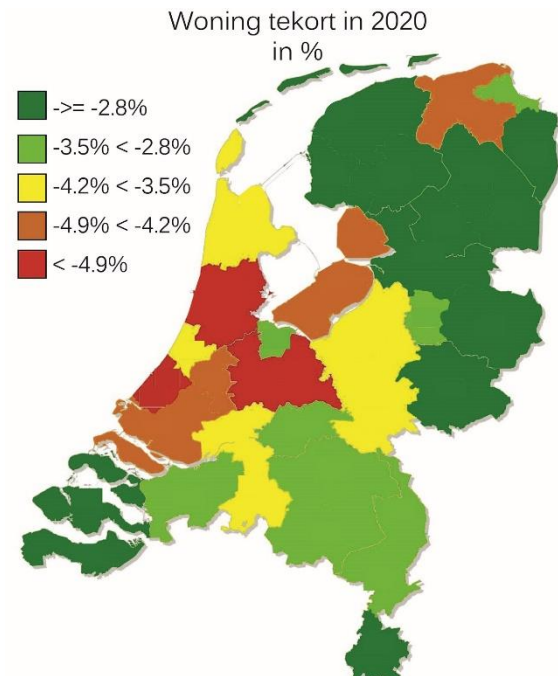 Woning tekort in 2020
in %
->= -2.8%
-3.5% < -2.8%
-4.2% < -3.5%
-4.9% < -4.2%
< -4.9%